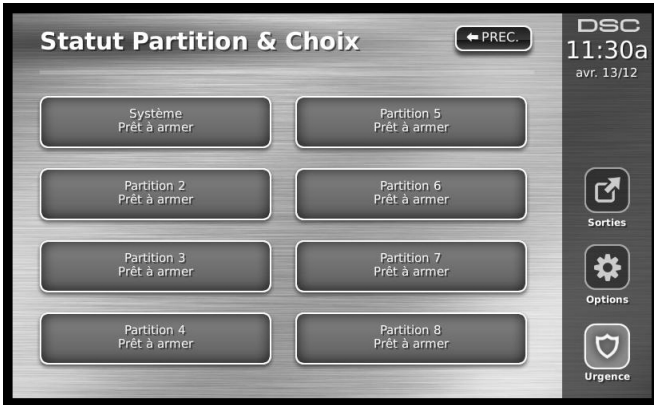 Statut Partition & Choix
PREC.
DSC
11:30a
avr. 13/12
Système
Prêt à armer
Partition 5
Prêt à armer
Partition 2
Prêt à armer
Partition 6
Prêt à armer
Partition 3
Prêt à armer
Partition 7
Prêt à armer
Partition 4
Prêt à armer
Partition 8
Prêt à armer
Sorties
Options
Urgence